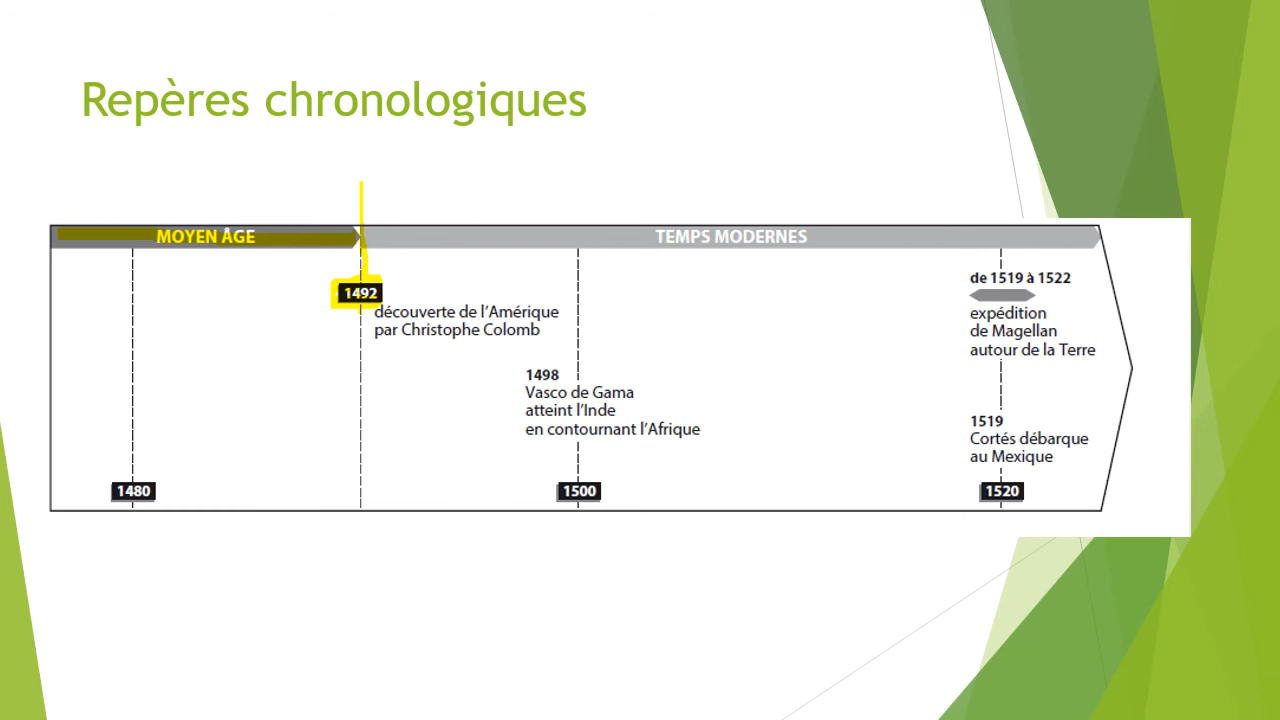 Repères chronologiques
MOYEN ÂGE
TEMPS MODERNES
1492
découverte de l’Amérique
par Christophe Colomb
1498
Vasco de Gama
atteint l’Inde
en contournant l’Afrique
de 1519 à 1522
expédition
de Magellan
autour de la Terre
1519
Cortés débarque
au Mexique
1480
1500
1520